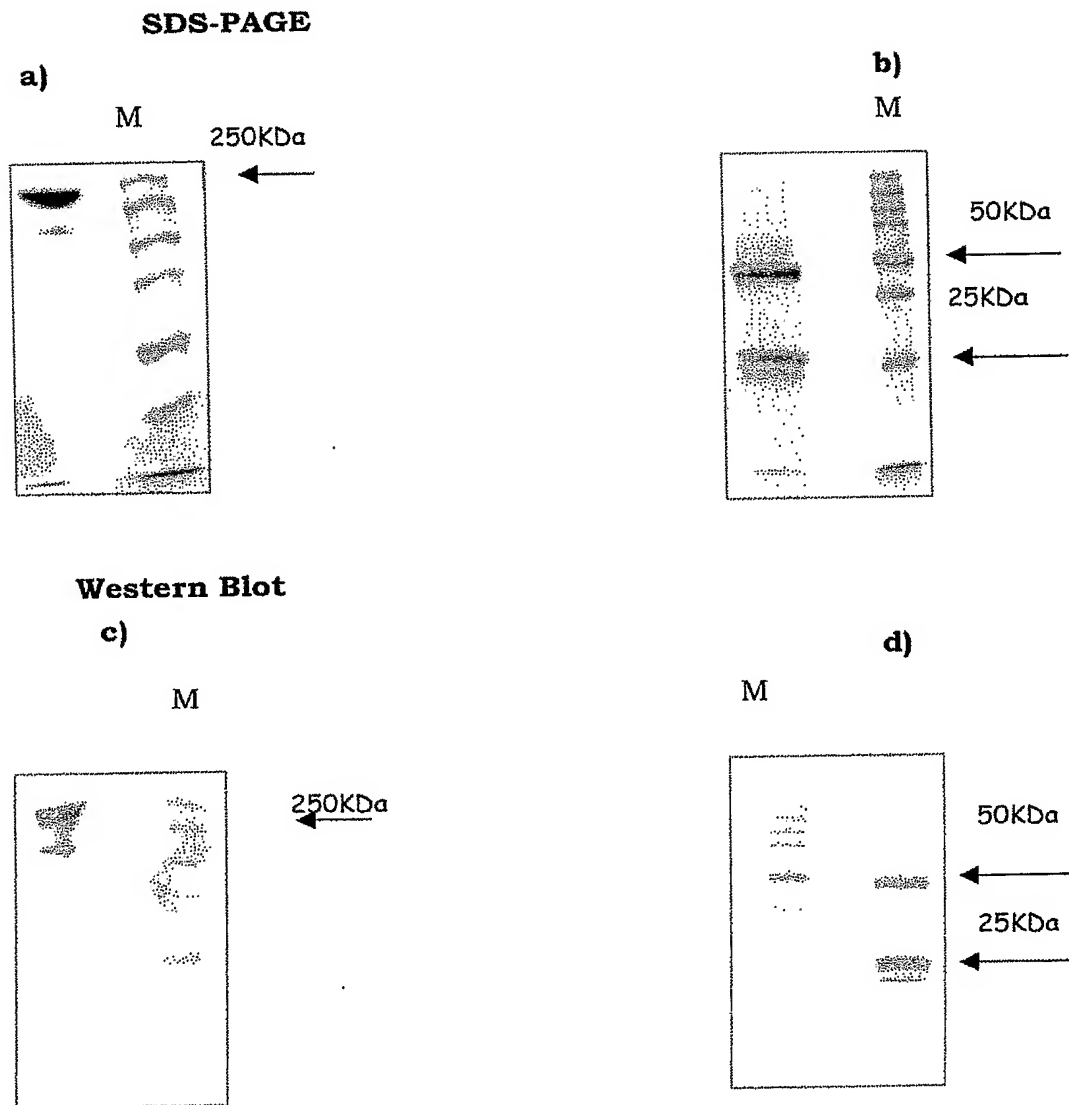 SDS-PAGE
a)
M
250KDa
b)
M
50KDa
25KDa
Western Blot
c)
M
250KDa
d)
M
50KDa
25KDa